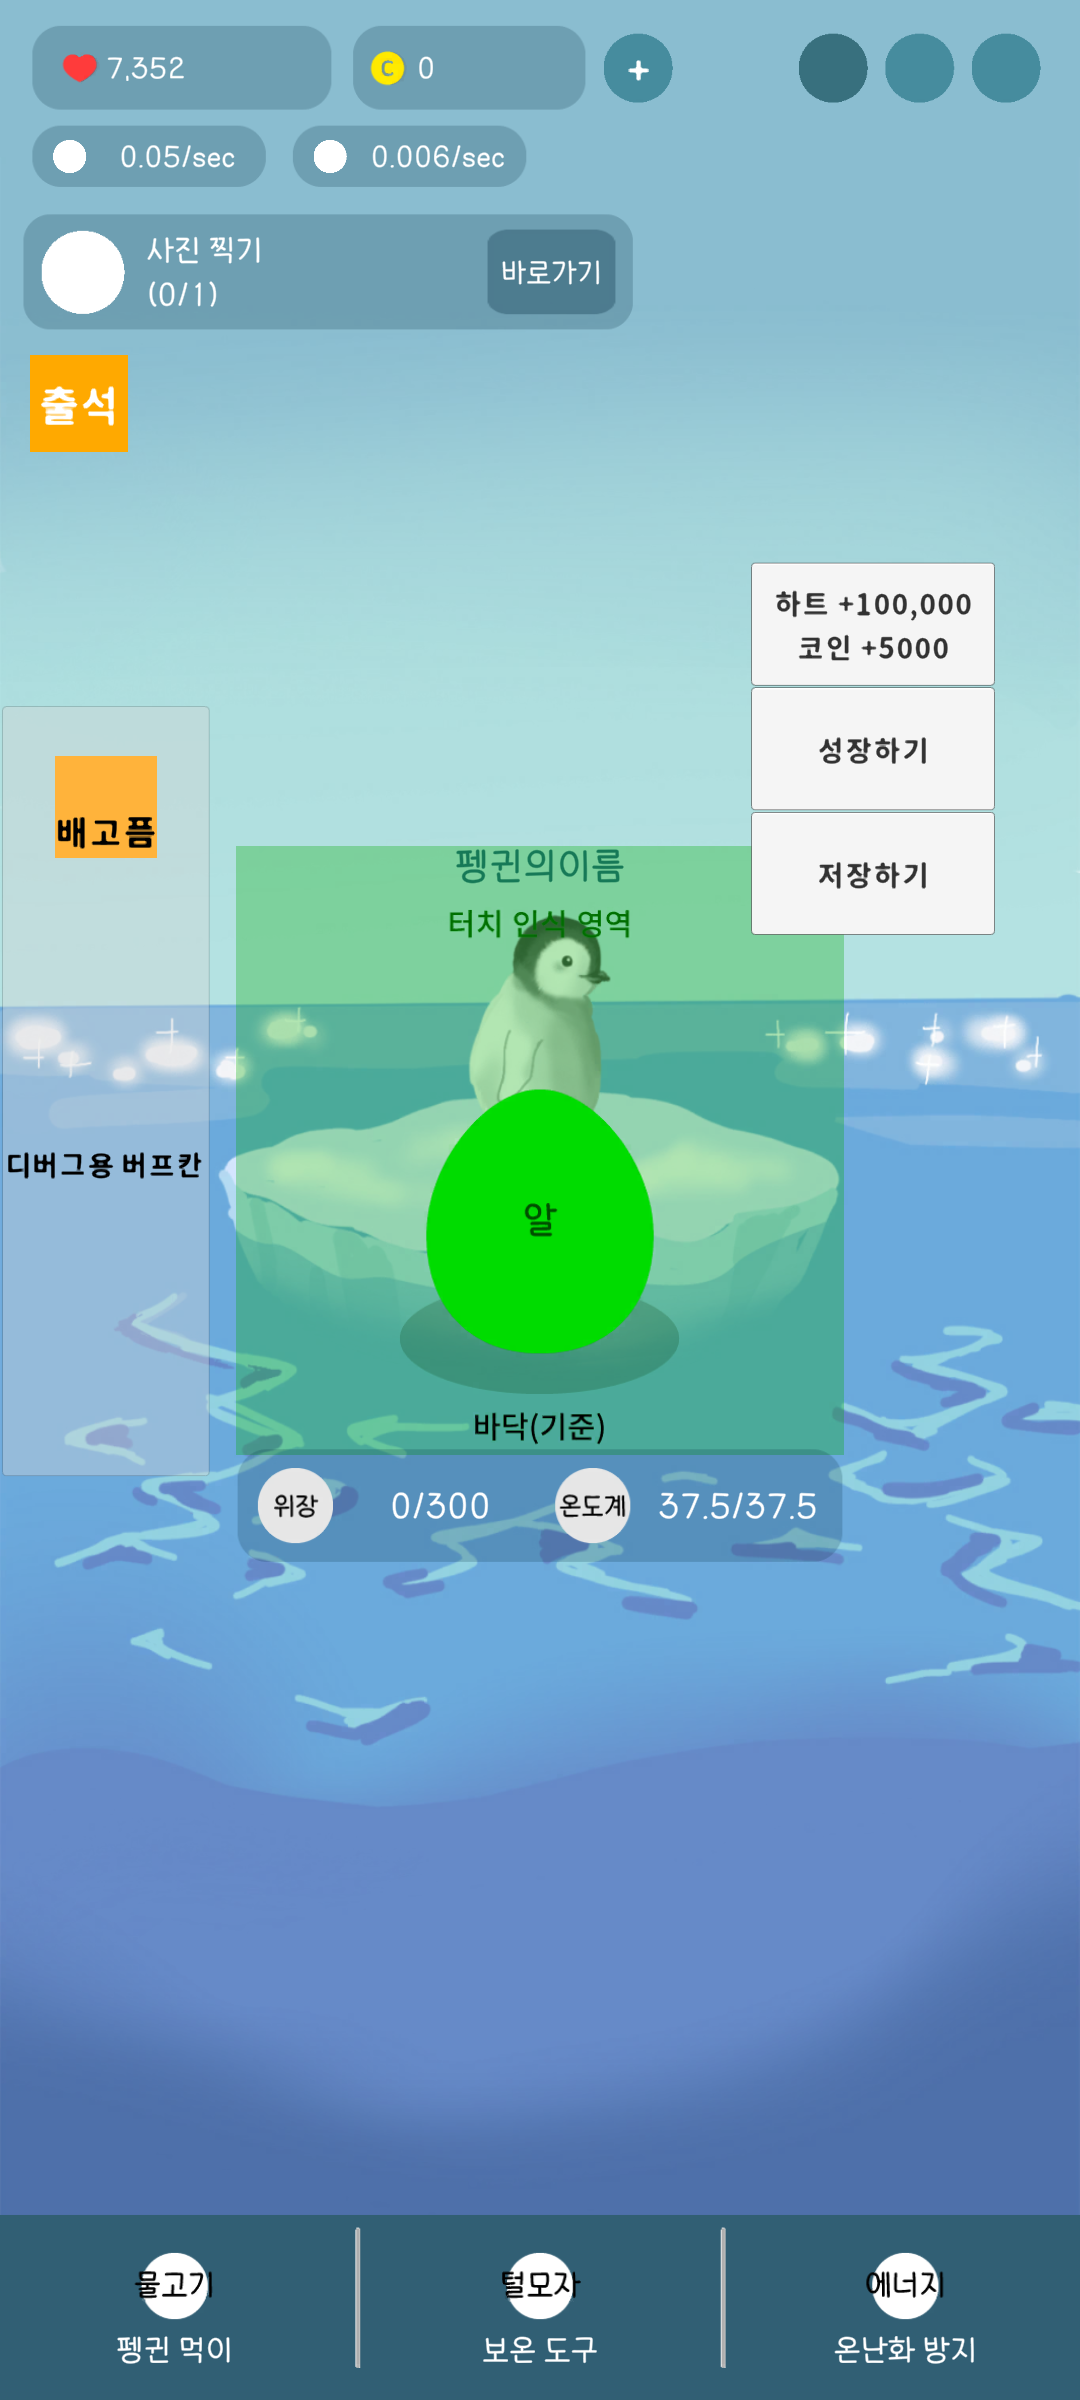 7,352
C 0
+
0.05/sec
0.006/sec
사진 찍기
(0/1)
바로가기
출석
하트 +100,000
코인 +5000
성장하기
저장하기
배고픔
디버그용 버프칸
펭귄의이름
터치 인식 영역
알
바닥(기준)
위장
0/300
온도계
37.5/37.5
물고기
펭귄 먹이
털모자
보온 도구
에너지
온난화 방지